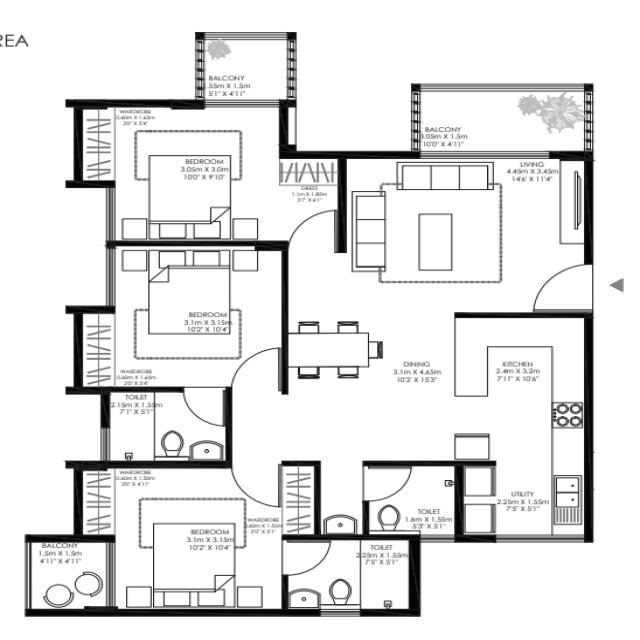 REA
BALCONY
.55m X 1.5m
5'1" X 4'11"
WARDROBE
0.60m X 1.65m
2'0" X 5'4"
BALCONY
3.05m X 1.5m
10'0" X 4'11"
BEDROOM
3.05m X 3.0m
10'0" X 9'10"
DRESS
1.1m X 1.85m
3'7" X 6'1"
LIVING
4.45m X 3.45m
14'6" X 11'4"
BEDROOM
3.1m X 3.15m
10'2" X 10'4"
WARDROBE
0.60m X 1.65m
2'0" X 5'4"
DINING
3.1m X 4.65m
10'2' X 15'3"
KITCHEN
2.4m X 3.2m
7'11" X 10'6"
TOILET
2.15m X 1.55m
7'1" X 5'1"
WARDROBE
0.60m X 1.50m
2'0" X 4'11"
WARDROBE
0.60m X 1.55m
2'0" X 5'1"
BEDROOM
3.1m X 3.15m
10'2" X 10'4"
TOILET
1.6m X 1.55m
5'3" X 5'1"
UTILITY
2.25m X 1.55m
7'5" X 5'1"
BALCONY
1.5m X 1.5m
4'11" X 4'11"
TOILET
2.25m X 1.55m
7'5" X 5'1"